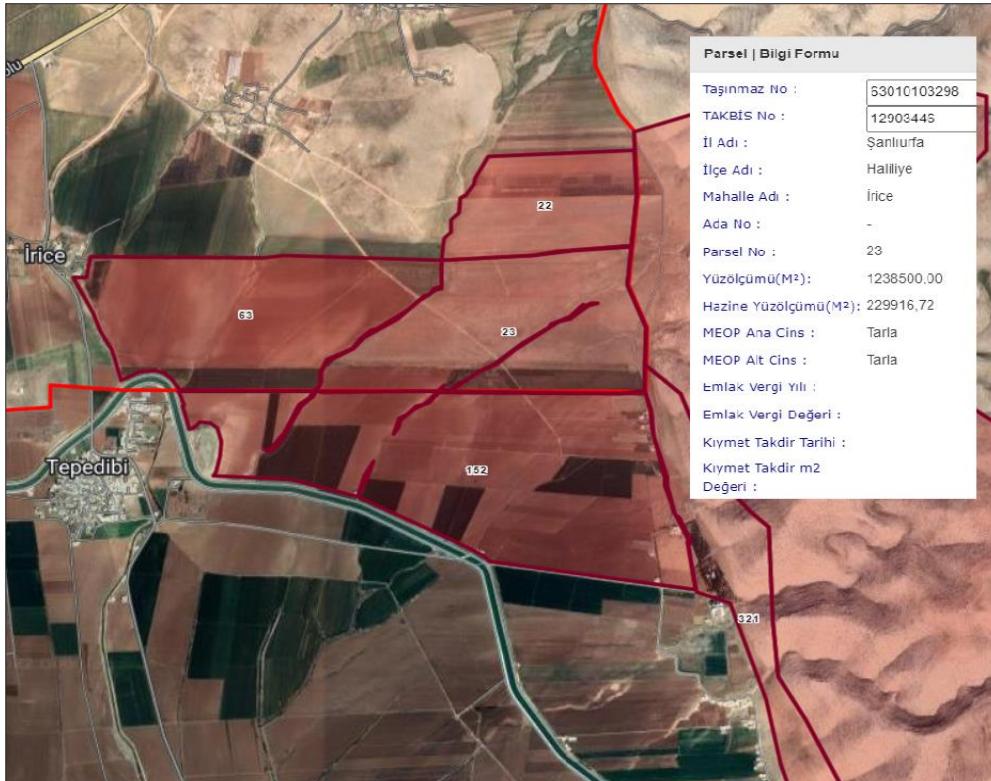 Parsel | Bilgi Formu
Taşınmaz No : 63010103298
TAKBİS No : 12903446
İl Adı : Şanlıurfa
İlçe Adı : Haliliye
Mahalle Adı : İrice
Ada No : -
Parsel No : 23
Yüzölçümü(M²): 1238500,00
Hazine Yüzölçümü(M²): 229916,72
MEOP Ana Cins : Tarla
MEOP Alt Cins : Tarla
Emlak Vergi Yılı :
Emlak Vergi Değeri :
Kıymet Takdir Tarihi :
Kıymet Takdir m2
Değeri :
22
İrice
63
23
Tepedibi
152
321